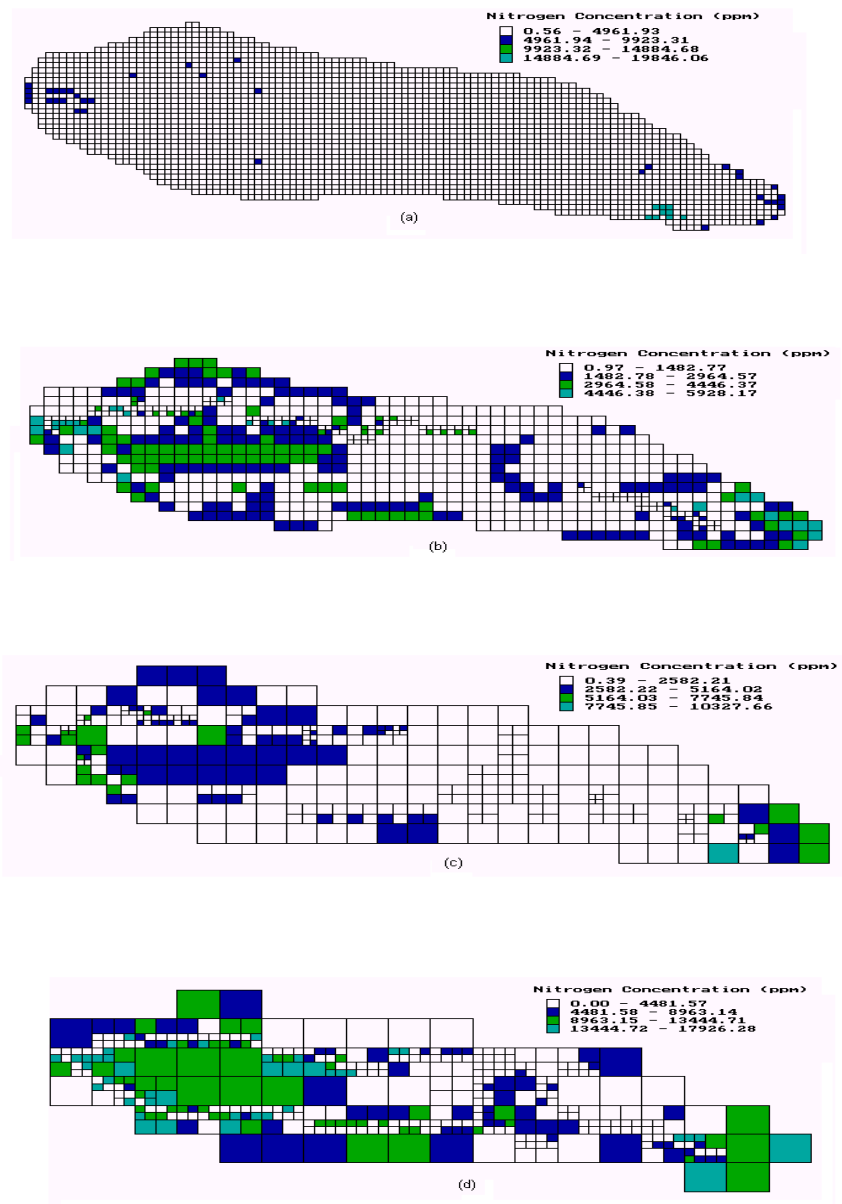 Nitrogen Concentration (ppm)
0.56 - 4961.93
4961.94 - 9923.31
9923.32 - 14884.68
14884.69 - 19846.06
(a)
Nitrogen Concentration (ppm)
0.97 - 1482.77
1482.78 - 2964.57
2964.58 - 4446.37
4446.38 - 5928.17
(b)
Nitrogen Concentration (ppm)
0.39 - 2582.21
2582.22 - 5164.02
5164.03 - 7745.84
7745.85 - 10327.66
(c)
Nitrogen Concentration (ppm)
0.00 - 4481.57
4481.58 - 8963.14
8963.15 - 13444.71
13444.72 - 17926.28
(d)